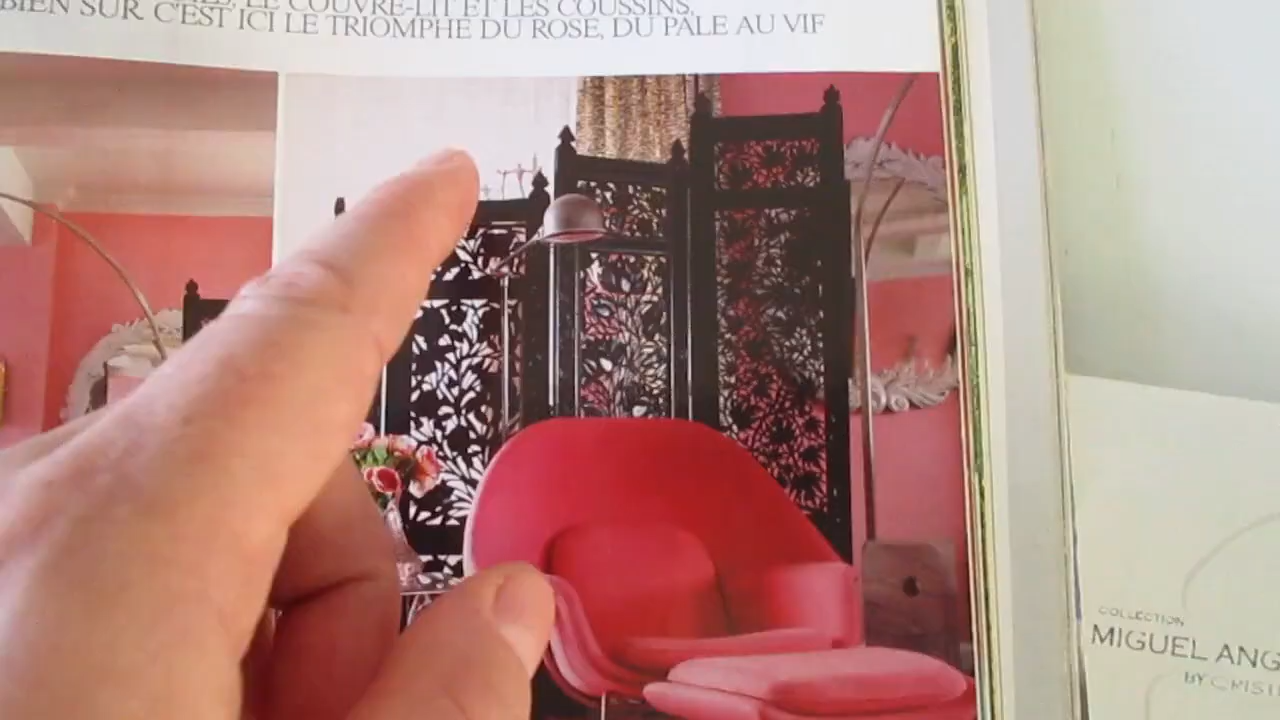 LE COUVRE-LIT ET LES COUSSINS,
BIEN SUR C'EST ICI LE TRIOMPHE DU ROSE, DU PALE AU VIF
COLLECTION
MIGUEL ANG
BY CRISTI